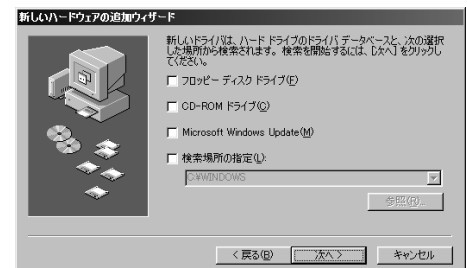 新しいハードウェアの追加ウィザード
新しいドライバは、ハード ドライブのドライバ データベースと、次の選択
した場所から検索されます。検索を開始するには、[次へ] をクリックし
てください。
フロッピー ディスク ドライブ(F)
CD-ROM ドライブ(C)
Microsoft Windows Update(M)
検索場所の指定(L):
C:¥WINDOWS
参照(R)...
< 戻る(B)
次へ >
キャンセル